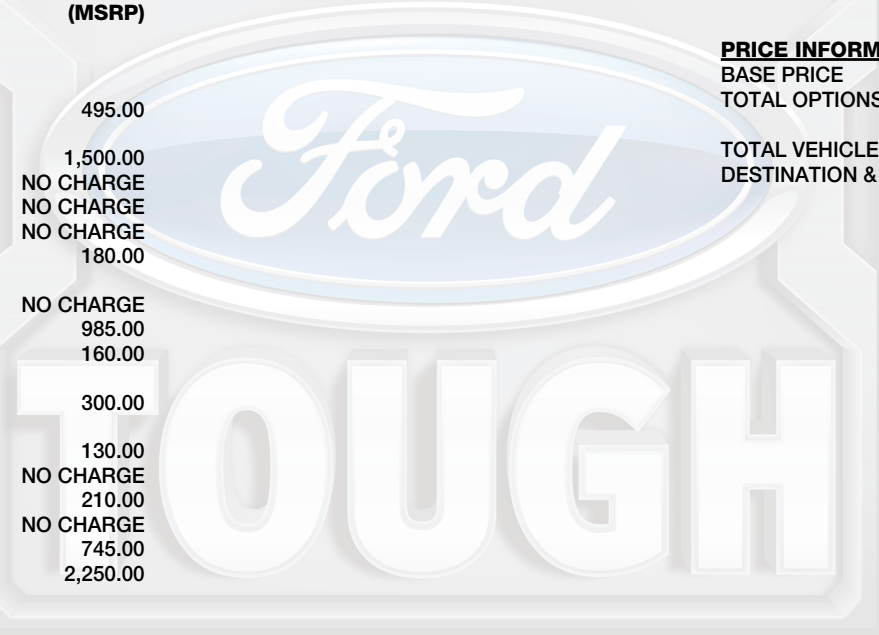 (MSRP)
495.00
1,500.00
NO CHARGE
NO CHARGE
NO CHARGE
180.00
NO CHARGE
985.00
160.00
300.00
130.00
NO CHARGE
210.00
NO CHARGE
745.00
2,250.00
PRICE INFORM
BASE PRICE
TOTAL OPTIONS
TOTAL VEHICLE
DESTINATION &
Ford
TOUGH